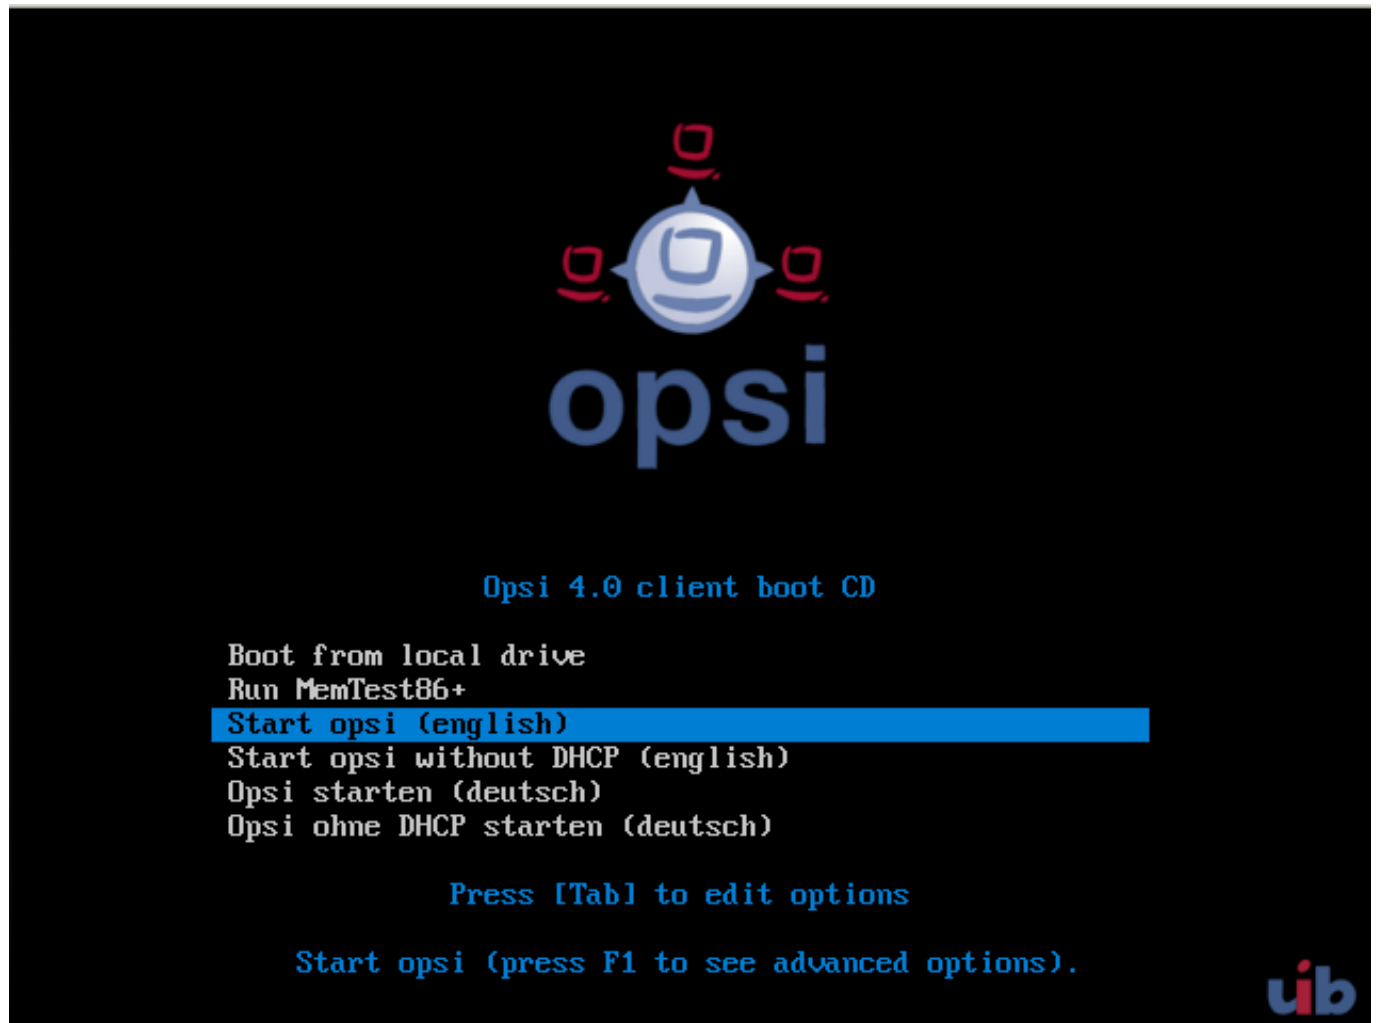 opsi
Opsi 4.0 client boot CD
Boot from local drive
Run MemTest86+
Start opsi (english)
Start opsi without DHCP (english)
Opsi starten (deutsch)
Opsi ohne DHCP starten (deutsch)
Press [Tab] to edit options
Start opsi (press F1 to see advanced options).
uib